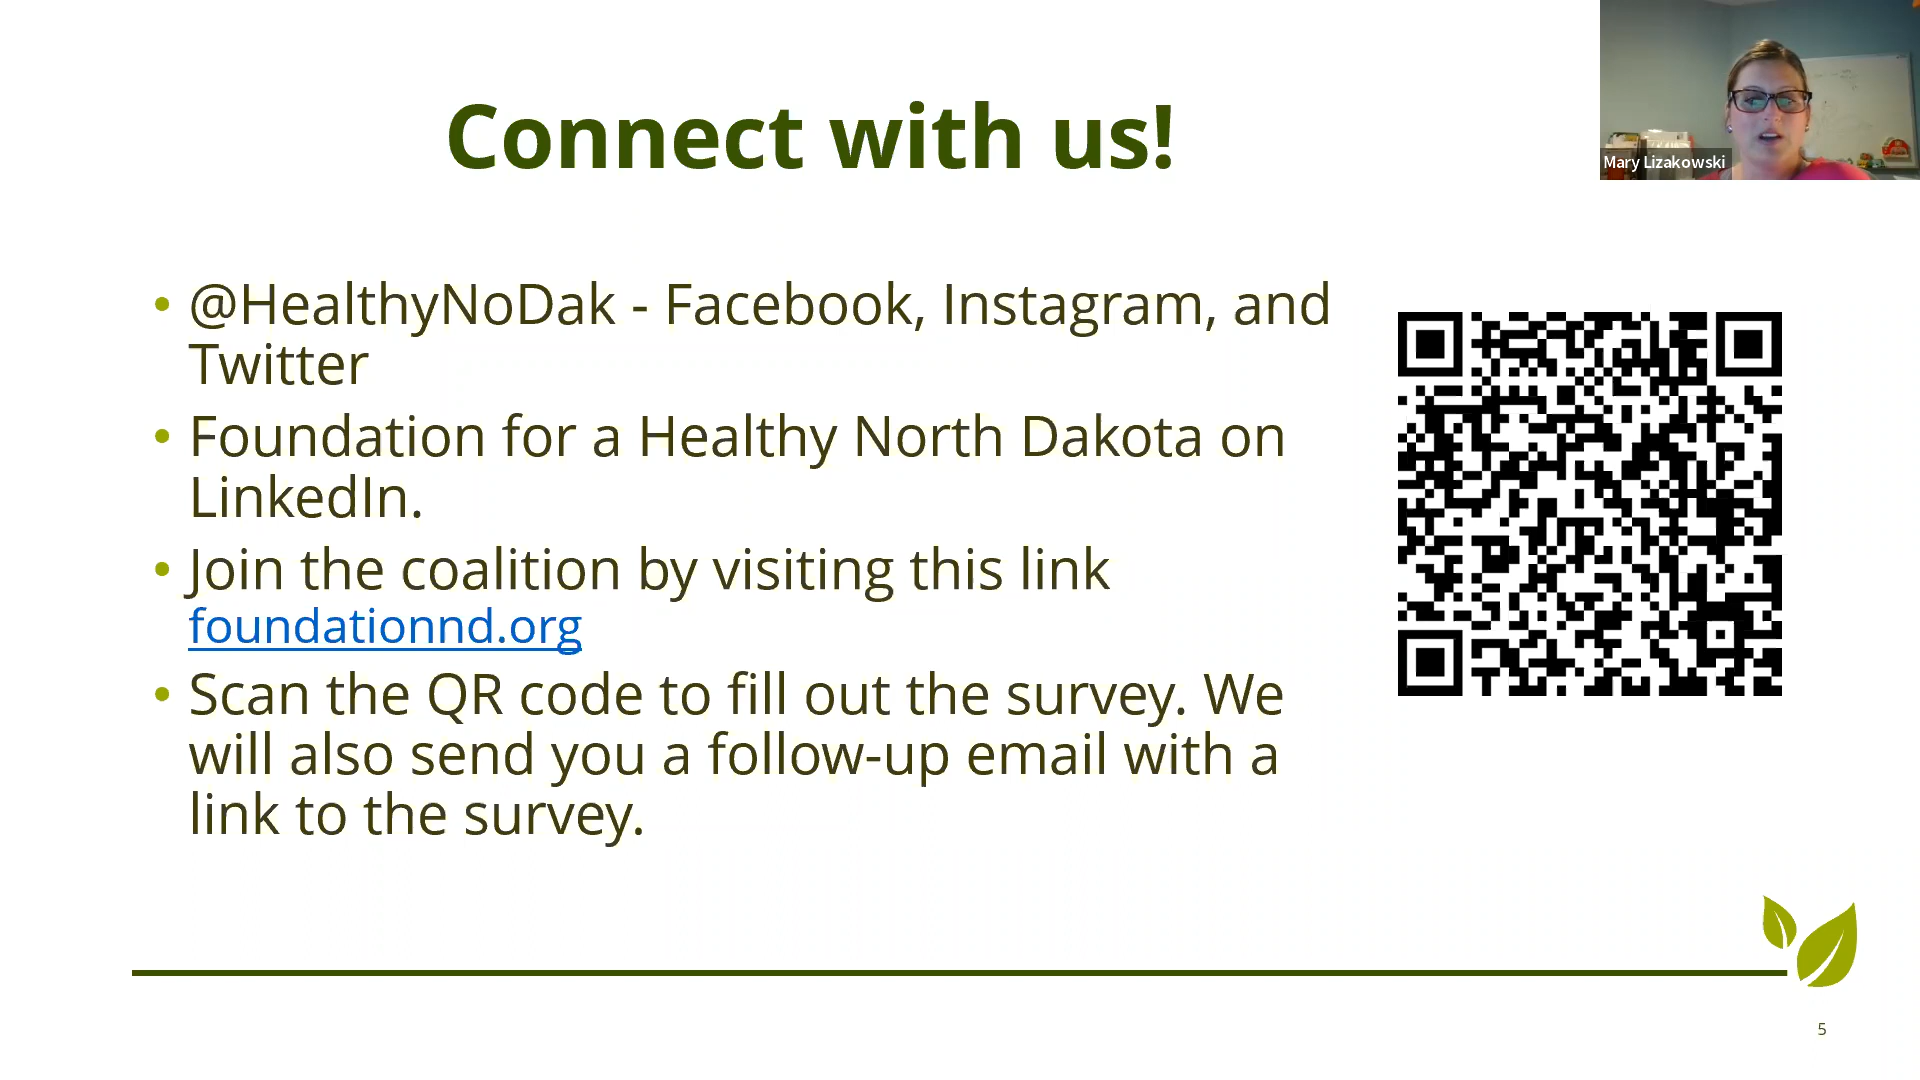 Connect with us!
Mary Lizakowski
• @HealthyNoDak - Facebook, Instagram, and
Twitter
• Foundation for a Healthy North Dakota on
LinkedIn.
• Join the coalition by visiting this link
foundationnd.org
• Scan the QR code to fill out the survey. We
will also send you a follow-up email with a
link to the survey.
5